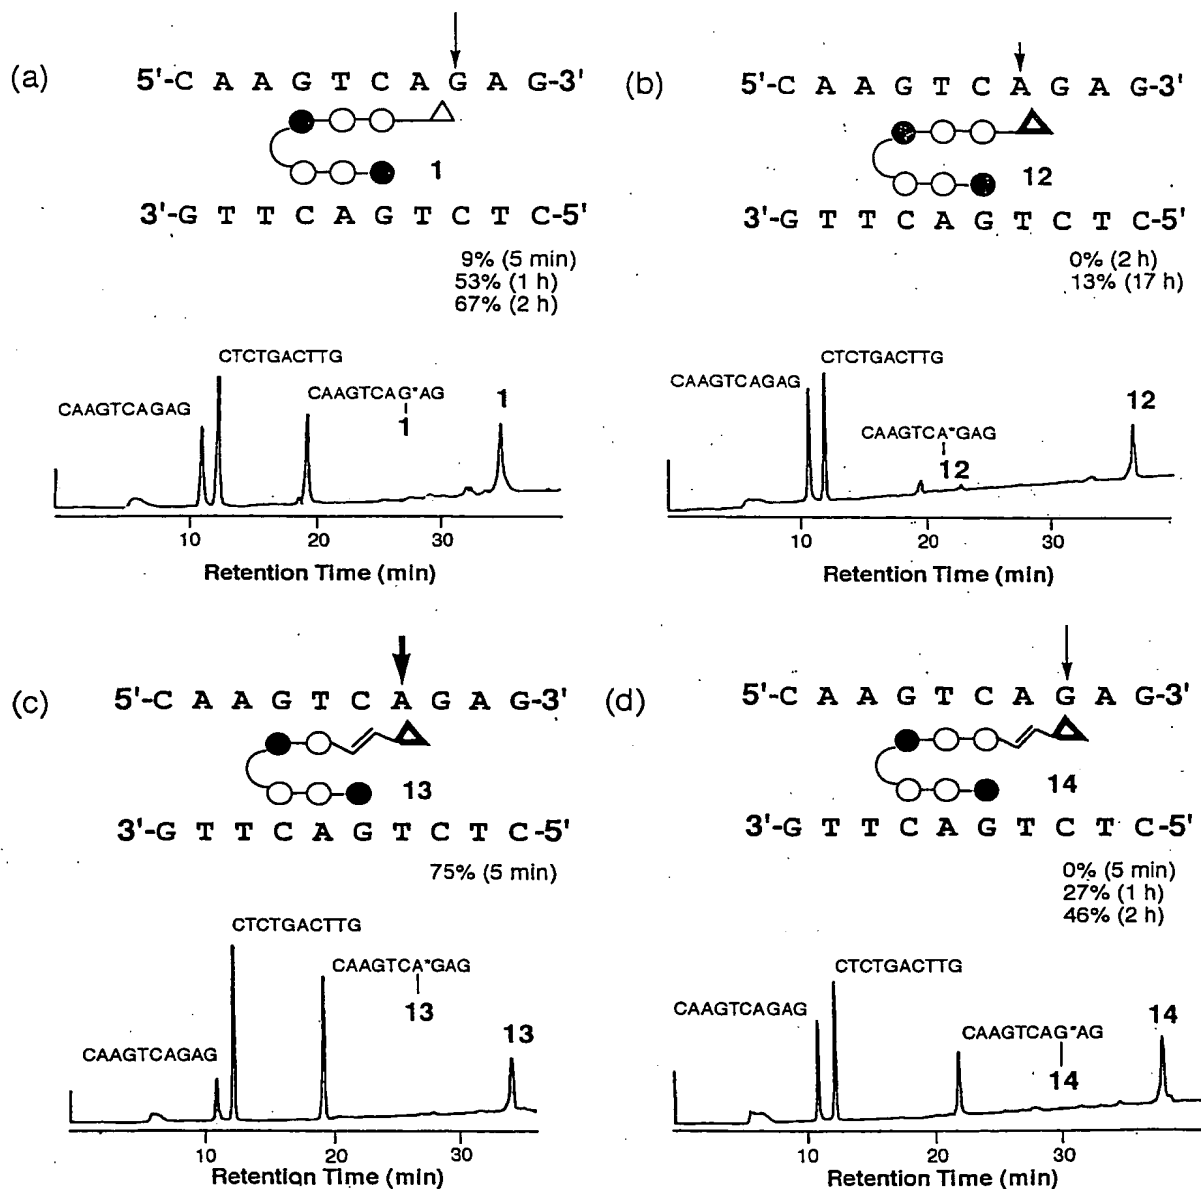 (a)
5'-C A A G T C A G A G-3'
1
3'-G T T C A G T C T C-5'
9% (5 min)
53% (1 h)
67% (2 h)
CTCTGACTTG
CAAGTCAG*AG
1
CAAGTCAGAG
1
10 20 30
Retention Time (min)
(b)
5'-C A A G T C A G A G-3'
12
3'-G T T C A G T C T C-5'
0% (2 h)
13% (17 h)
CTCTGACTTG
CAAGTCAGAG
12
CAAGTCA*GAG
12
10 20 30
Retention Time (min)
(c)
5'-C A A G T C A G A G-3'
13
3'-G T T C A G T C T C-5'
75% (5 min)
CTCTGACTTG
CAAGTCA*GAG
13
13
CAAGTCAGAG
10 20 30
Retention Time (min)
(d)
5'-C A A G T C A G A G-3'
14
3'-G T T C A G T C T C-5'
0% (5 min)
27% (1 h)
46% (2 h)
CTCTGACTTG
CAAGTCAGAG
14
CAAGTCAG*AG
14
10 20 30
Retention Time (min)